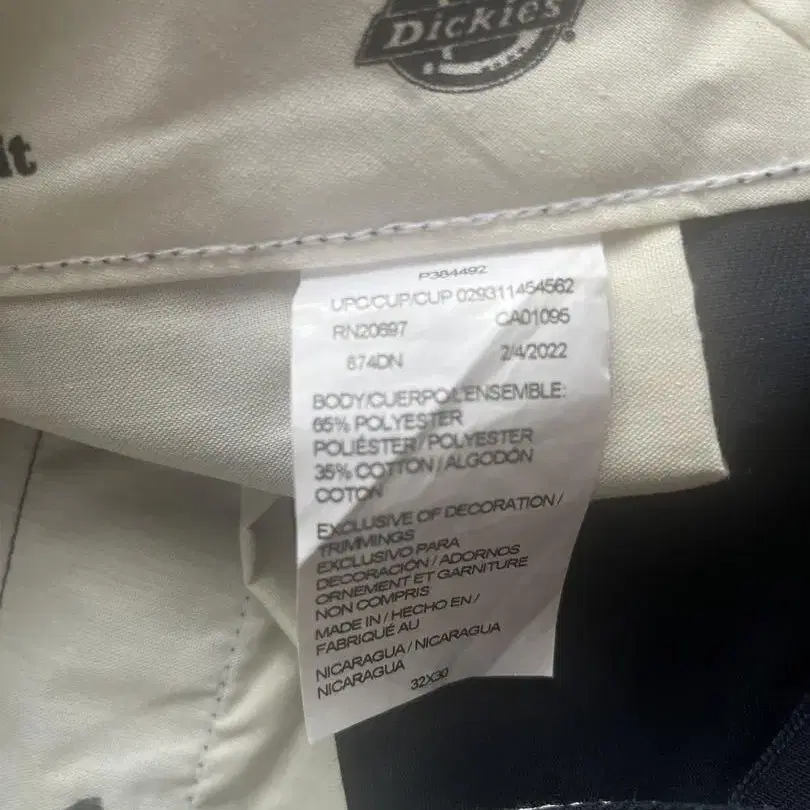 Dickies
it
P384492
UPC/CUP/CUP 029311454562
RN20697 CA01095
874DN 2/4/2022
BODY/CUERPO/L'ENSEMBLE:
65% POLYESTER
POLIÉSTER/POLYESTER
35% COTTON/ALGODÓN
COTON
EXCLUSIVE OF DECORATION/
TRIMMINGS
EXCLUSIVO PARA
DECORACIÓN/ADORNOS
ORNEMENT ET GARNITURE
NON COMPRIS
MADE IN/HECHO EN/
FABRIQUÉ AU
NICARAGUA/NICARAGUA
NICARAGUA
32X30